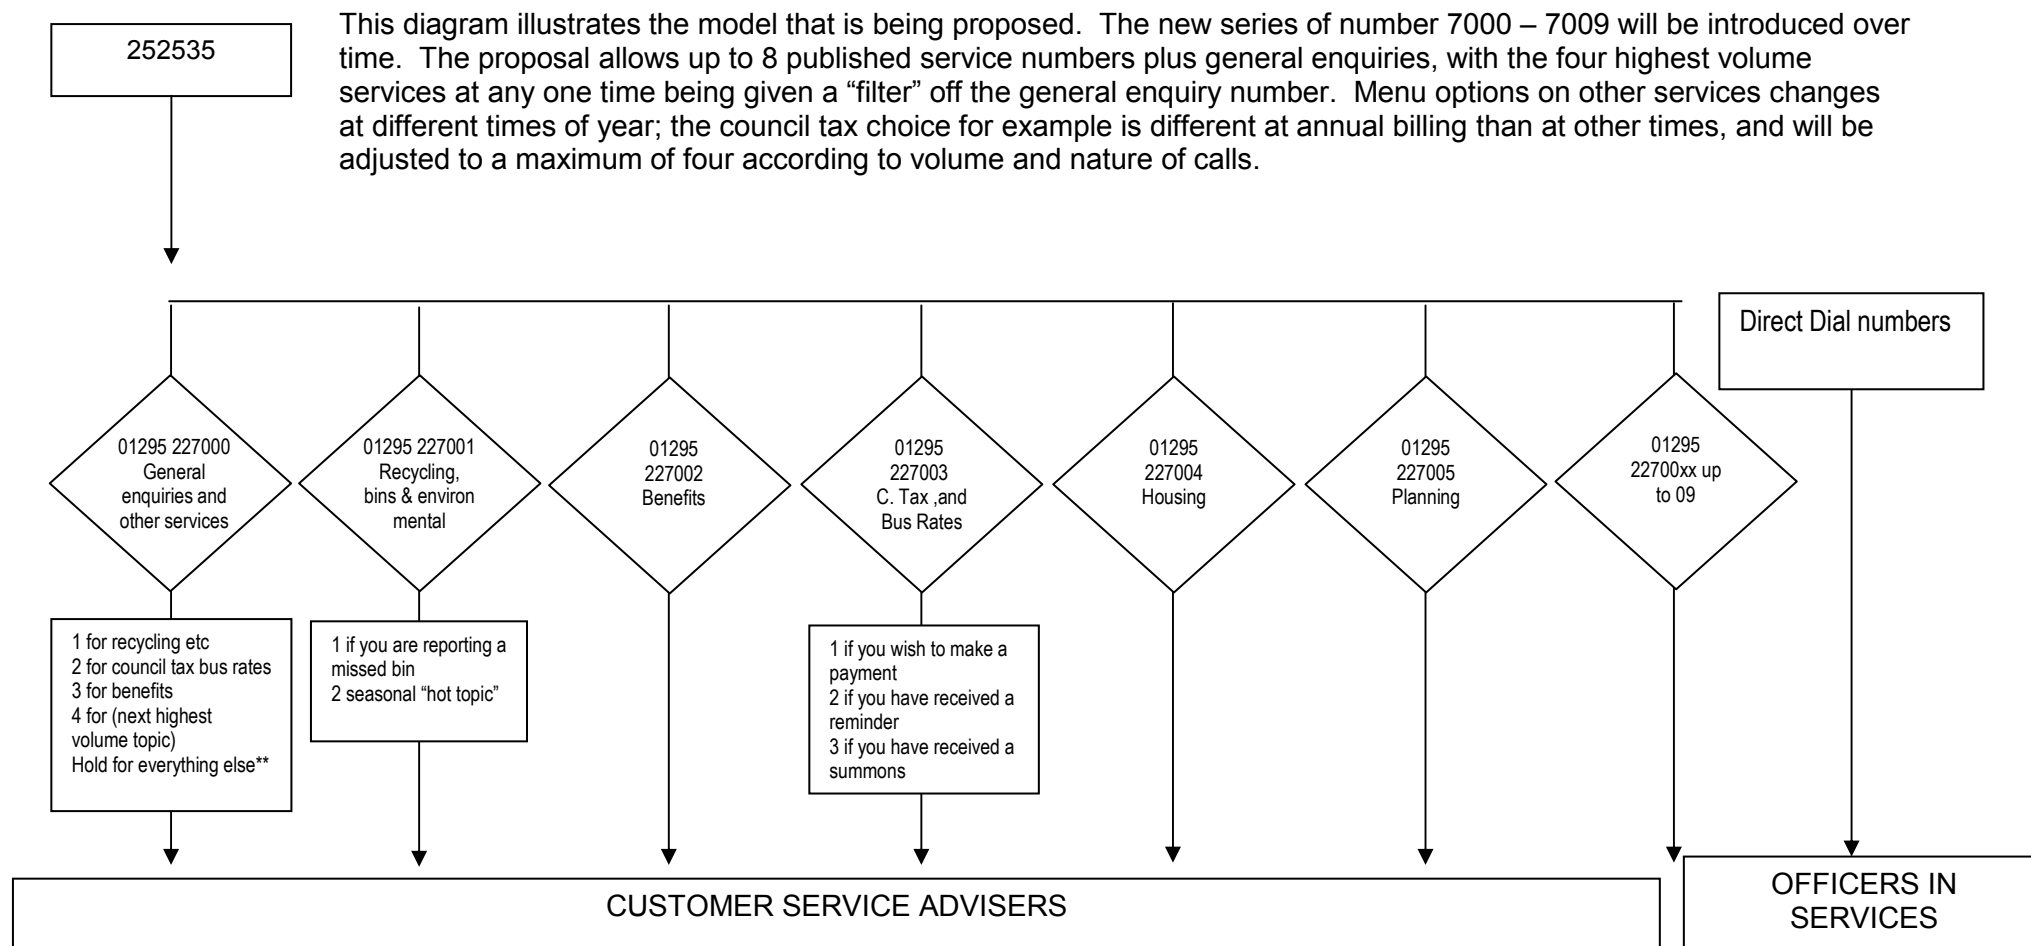 252535
This diagram illustrates the model that is being proposed. The new series of number 7000 – 7009 will be introduced over
time. The proposal allows up to 8 published service numbers plus general enquiries, with the four highest volume
services at any one time being given a “filter” off the general enquiry number. Menu options on other services changes
at different times of year; the council tax choice for example is different at annual billing than at other times, and will be
adjusted to a maximum of four according to volume and nature of calls.
Direct Dial numbers
01295 227000
General
enquiries and
other services
01295 227001
Recycling,
bins & environ
mental
01295
227002
Benefits
01295
227003
C. Tax ,and
Bus Rates
01295
227004
Housing
01295
227005
Planning
01295
22700xx up
to 09
1 for recycling etc
2 for council tax bus rates
3 for benefits
4 for (next highest
volume topic)
Hold for everything else**
1 if you are reporting a
missed bin
2 seasonal “hot topic”
1 if you wish to make a
payment
2 if you have received a
reminder
3 if you have received a
summons
CUSTOMER SERVICE ADVISERS
OFFICERS IN
SERVICES